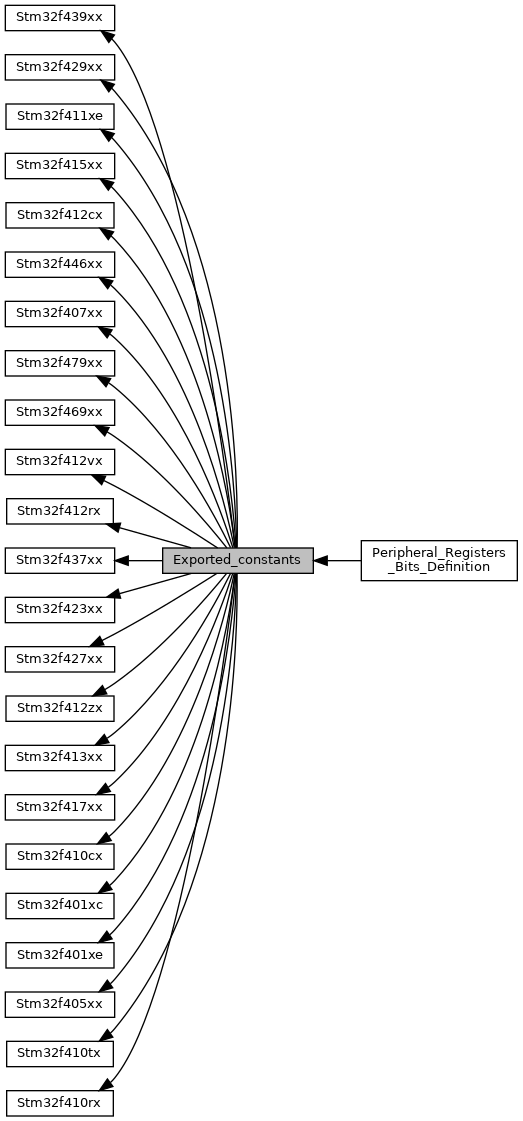 Stm32f439xx
Stm32f429xx
Stm32f411xe
Stm32f415xx
Stm32f412cx
Stm32f446xx
Stm32f407xx
Stm32f479xx
Stm32f469xx
Stm32f412vx
Stm32f412rx
Stm32f437xx
Stm32f423xx
Stm32f427xx
Stm32f412zx
Stm32f413xx
Stm32f417xx
Stm32f410cx
Stm32f401xc
Stm32f401xe
Stm32f405xx
Stm32f410tx
Stm32f410rx
Exported_constants
Peripheral_Registers
_Bits_Definition